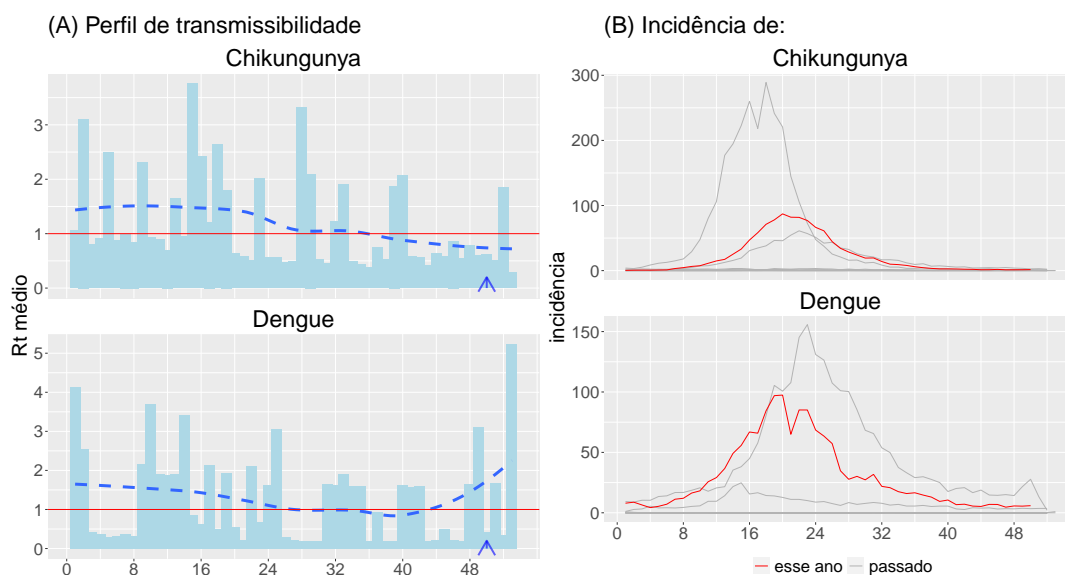 (A) Perfil de transmissibilidade
Chikungunya
3
2
1
0
Dengue
5
4
3
2
1
0
Rt médio
0 8 16 24 32 40 48
(B) Incidência de:
Chikungunya
300
200
100
0
Dengue
150
100
50
0
incidência
0 8 16 24 32 40 48
esse ano passado